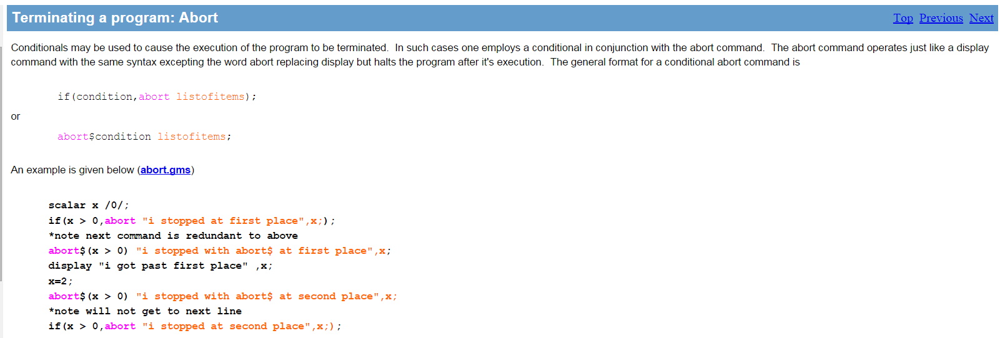 Terminating a program: Abort
Top Previous Next
Conditionals may be used to cause the execution of the program to be terminated. In such cases one employs a conditional in conjunction with the abort command. The abort command operates just like a display
command with the same syntax excepting the word abort replacing display but halts the program after it's execution. The general format for a conditional abort command is
if(condition,abort listofitems);
or
abort$condition listofitems;
An example is given below (abort.gms)
scalar x /0/;
if(x > 0,abort "i stopped at first place",x;);
*note next command is redundant to above
abort$(x > 0) "i stopped with abort$ at first place",x;
display "i got past first place" ,x;
x=2;
abort$(x > 0) "i stopped with abort$ at second place",x;
*note will not get to next line
if(x > 0,abort "i stopped at second place",x;);